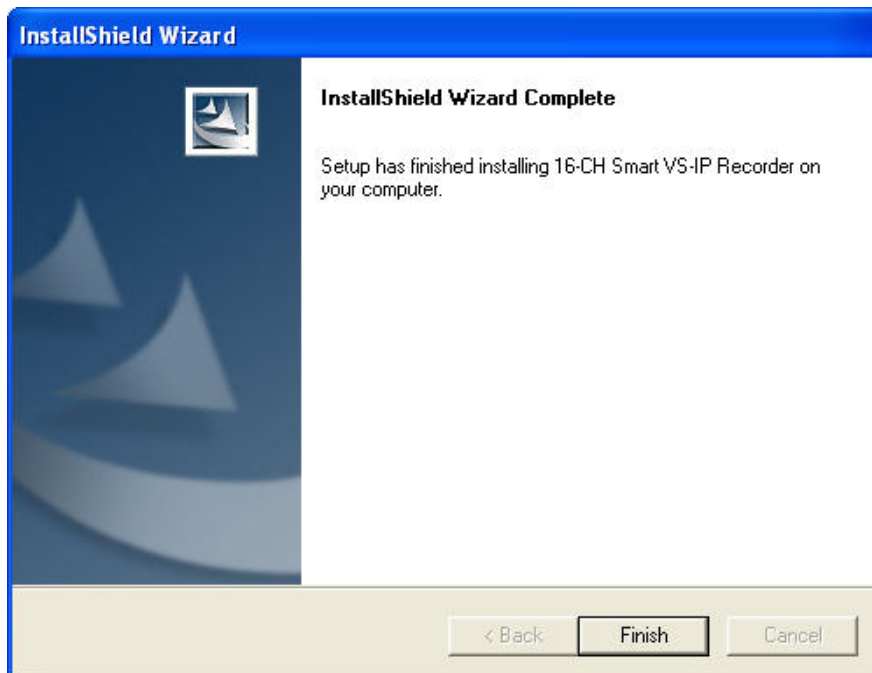 InstallShield Wizard
InstallShield Wizard Complete
Setup has finished installing 16-CH Smart VS-IP Recorder on
your computer.
< Back
Finish
Cancel